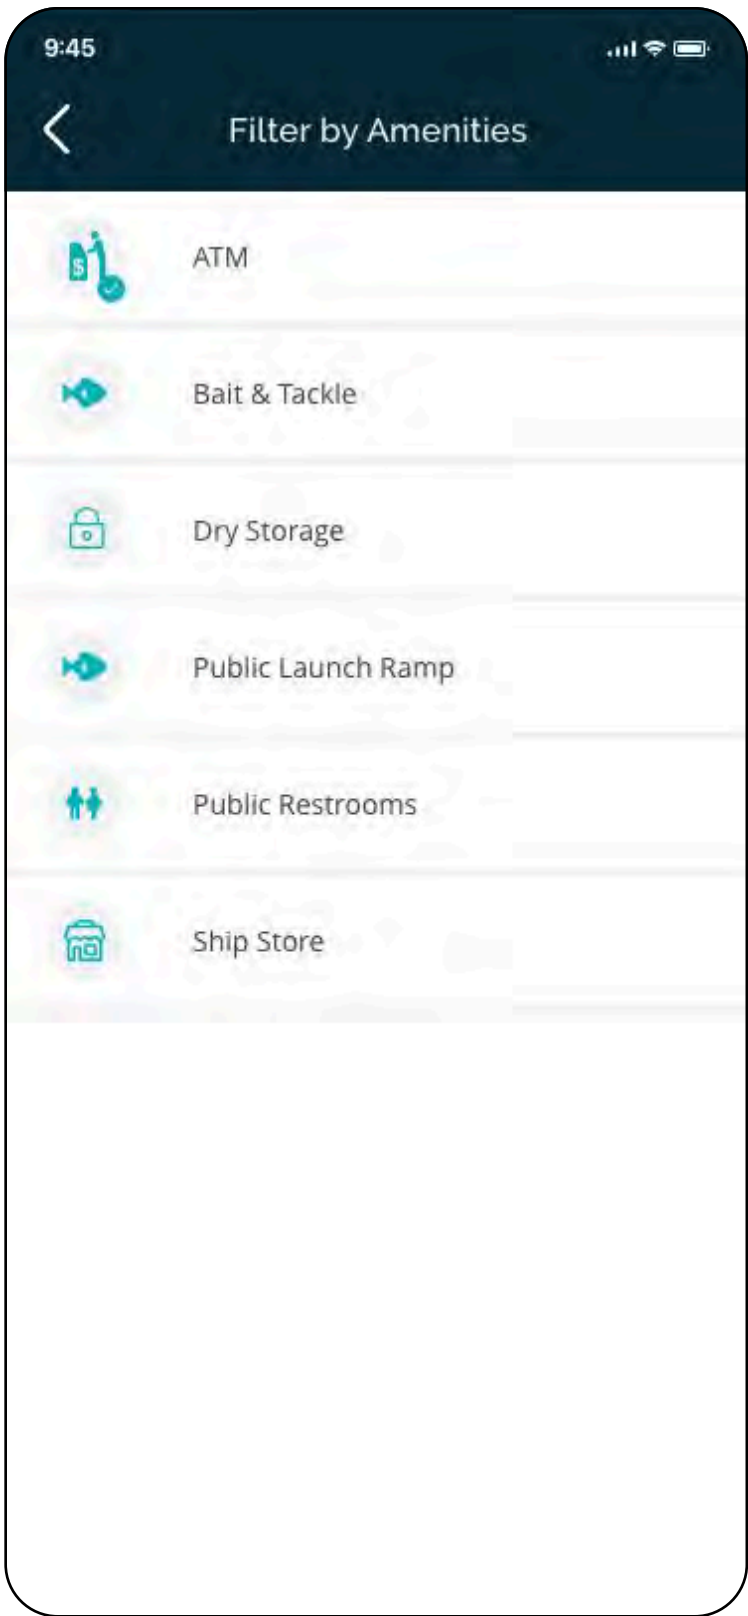 9:45
Filter by Amenities
$
ATM
Bait & Tackle
Dry Storage
Public Launch Ramp
Public Restrooms
Ship Store